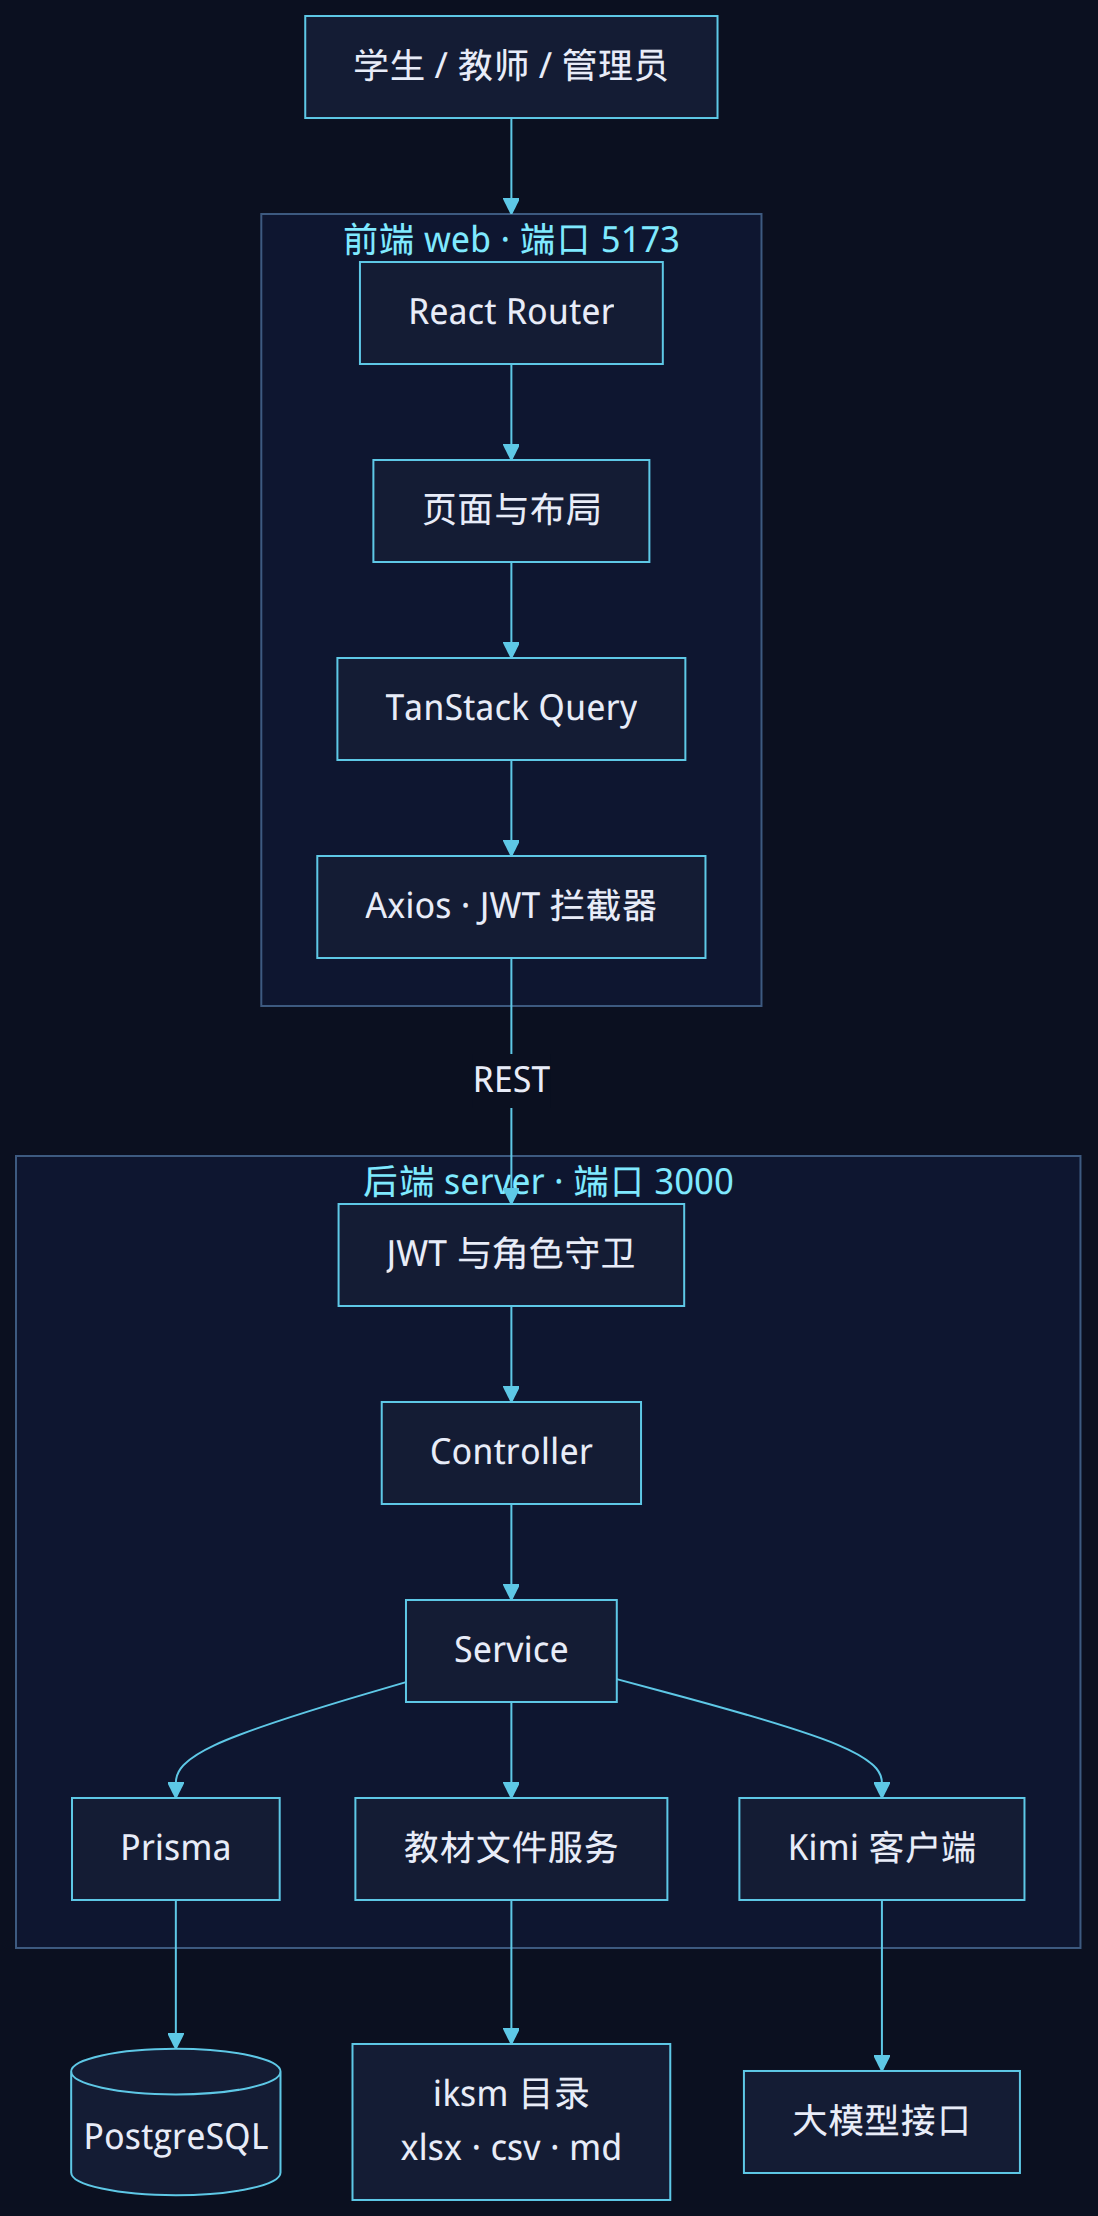 学生 / 教师 / 管理员
前端 web · 端口 5173
React Router
页面与布局
TanStack Query
Axios · JWT 拦截器
REST
后端 server · 端口 3000
JWT 与角色守卫
Controller
Service
Prisma
教材文件服务
Kimi 客户端
PostgreSQL
iksm 目录
xlsx · csv · md
大模型接口